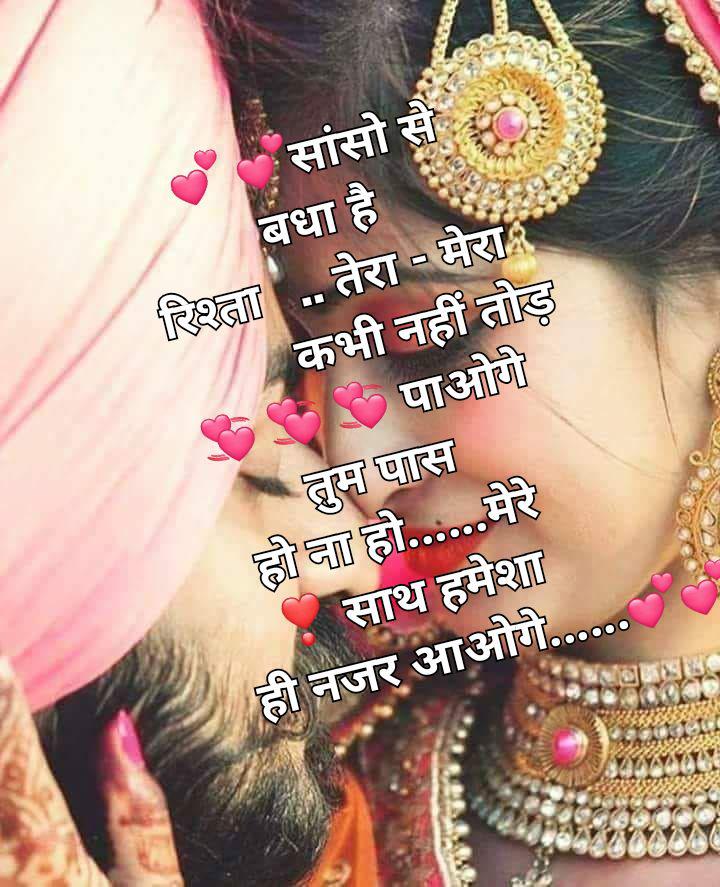 💕 💕सांसो से
बधा है
रिश्ता .. तेरा - मेरा
कभी नहीं तोड़
💞 💞 💞 पाओगे
तुम पास
हो ना हो......मेरे
❣️ साथ हमेशा
ही नजर आओगे......💕 💕